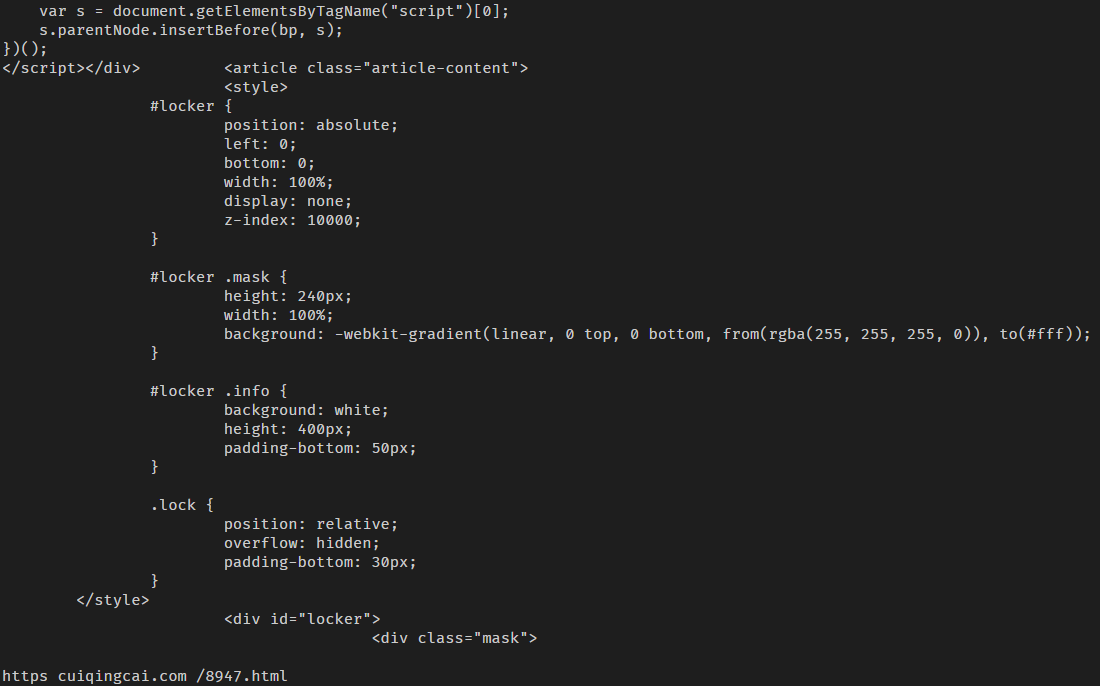 var s = document.getElementsByTagName("script")[0];
s.parentNode.insertBefore(bp, s);
})();
</script></div> <article class="article-content">
<style>
#locker {
position: absolute;
left: 0;
bottom: 0;
width: 100%;
display: none;
z-index: 10000;
}
#locker .mask {
height: 240px;
width: 100%;
background: -webkit-gradient(linear, 0 top, 0 bottom, from(rgba(255, 255, 255, 0)), to(#fff));
}
#locker .info {
background: white;
height: 400px;
padding-bottom: 50px;
}
.lock {
position: relative;
overflow: hidden;
padding-bottom: 30px;
}
</style>
<div id="locker">
<div class="mask">
https cuiqingcai.com /8947.html